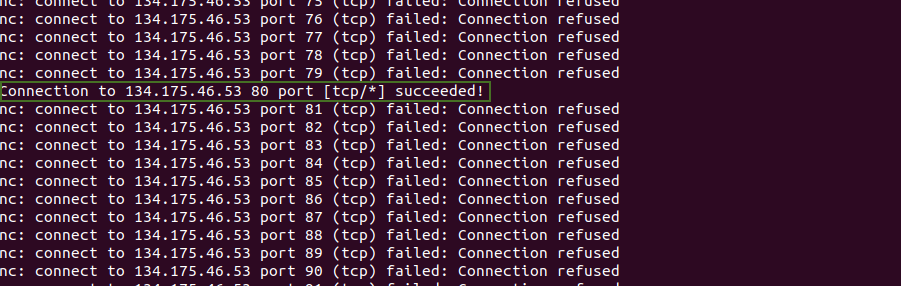 nc: connect to 134.175.46.53 port 75 (tcp) failed: Connection refused
nc: connect to 134.175.46.53 port 76 (tcp) failed: Connection refused
nc: connect to 134.175.46.53 port 77 (tcp) failed: Connection refused
nc: connect to 134.175.46.53 port 78 (tcp) failed: Connection refused
nc: connect to 134.175.46.53 port 79 (tcp) failed: Connection refused
Connection to 134.175.46.53 80 port [tcp/*] succeeded!
nc: connect to 134.175.46.53 port 81 (tcp) failed: Connection refused
nc: connect to 134.175.46.53 port 82 (tcp) failed: Connection refused
nc: connect to 134.175.46.53 port 83 (tcp) failed: Connection refused
nc: connect to 134.175.46.53 port 84 (tcp) failed: Connection refused
nc: connect to 134.175.46.53 port 85 (tcp) failed: Connection refused
nc: connect to 134.175.46.53 port 86 (tcp) failed: Connection refused
nc: connect to 134.175.46.53 port 87 (tcp) failed: Connection refused
nc: connect to 134.175.46.53 port 88 (tcp) failed: Connection refused
nc: connect to 134.175.46.53 port 89 (tcp) failed: Connection refused
nc: connect to 134.175.46.53 port 90 (tcp) failed: Connection refused